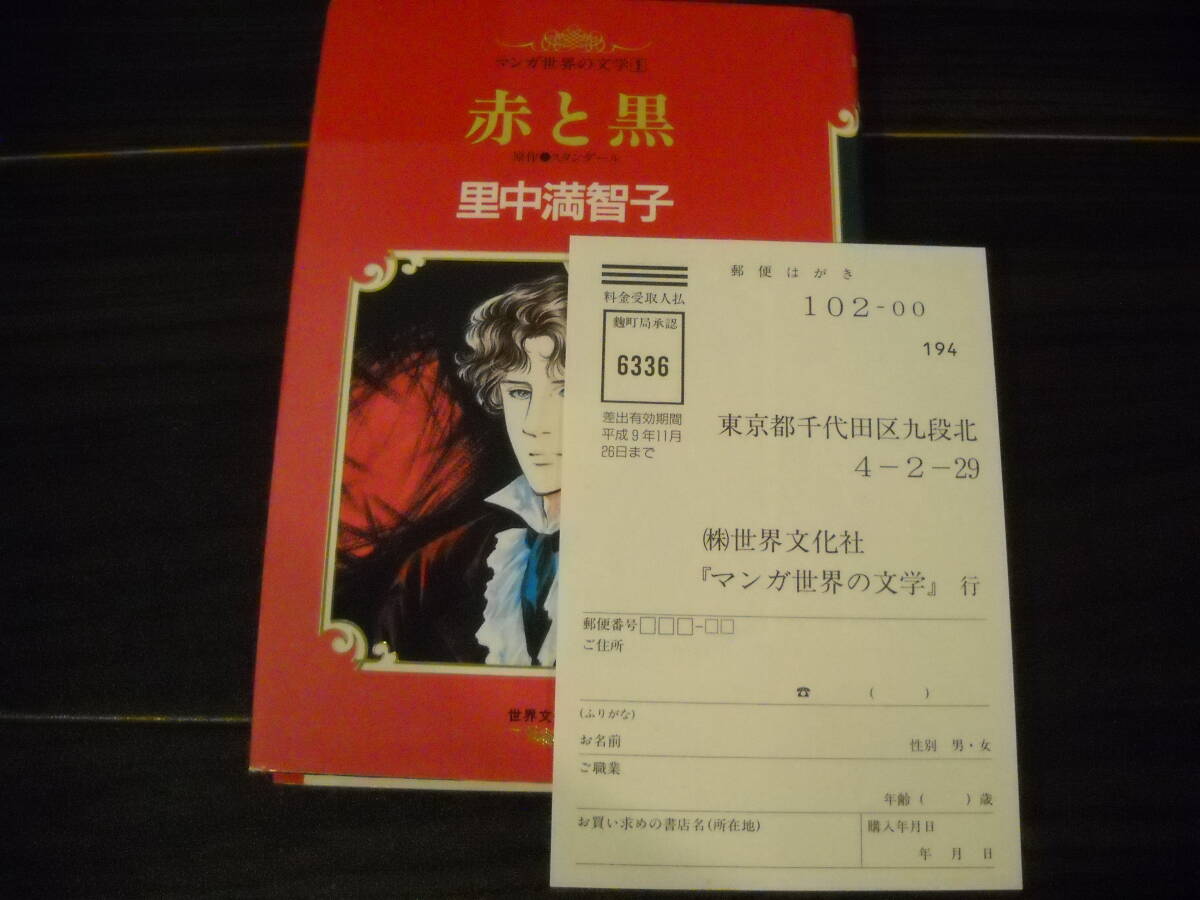 マンガ世界の文学1
赤と黒
原作●スタンダール
里中満智子
世界文
郵便はがき
料金受取人払
麴町局承認
6336
差出有効期間
平成9年11月
26日まで
102-00
194
東京都千代田区九段北
4-2-29
㈱世界文化社
『マンガ世界の文学』 行
郵便番号□□□-□□
ご住所
☎ ( )
(ふりがな)
お名前 性別 男・女
ご職業
年齢( )歳
お買い求めの書店名(所在地)
購入年月日
年 月 日